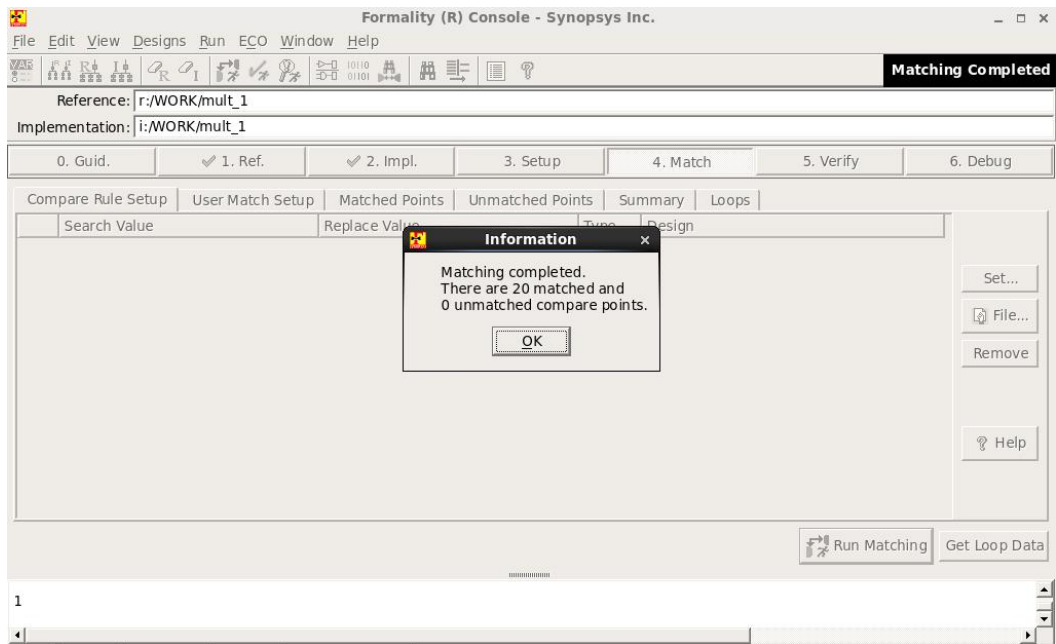 Formality (R) Console - Synopsys Inc.
File Edit View Designs Run ECO Window Help
Matching Completed
Reference: r:/WORK/mult_1
Implementation: i:/WORK/mult_1
0. Guid. 1. Ref. 2. Impl. 3. Setup 4. Match 5. Verify 6. Debug
Compare Rule Setup User Match Setup Matched Points Unmatched Points Summary Loops
Search Value Replace Value Type Design
Information
Matching completed.
There are 20 matched and
0 unmatched compare points.
OK
Set...
File...
Remove
Help
Run Matching Get Loop Data
1